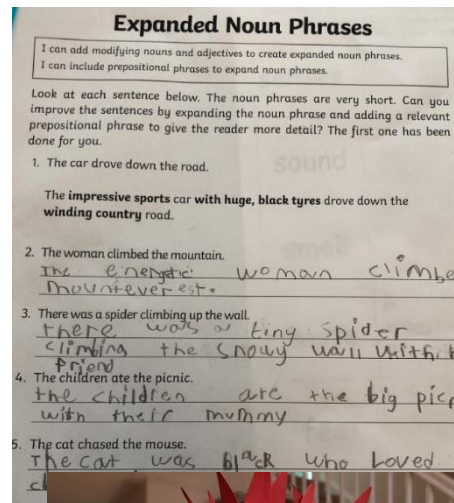 Expanded Noun Phrases
I can add modifying nouns and adjectives to create expanded noun phrases.
I can include prepositional phrases to expand noun phrases.
Look at each sentence below. The noun phrases are very short. Can you
improve the sentences by expanding the noun phrase and adding a relevant
prepositional phrase to give the reader more detail? The first one has been
done for you.
1. The car drove down the road.
sound
The impressive sports car with huge, black tyres drove down the
winding country road.
smell
2. The woman climbed the mountain.
The energetic woman climbe
mounteverest.
3. There was a spider climbing up the wall.
there was a tiny spider
climbing the snowy wall with
friend
4. The children ate the picnic.
the children ate the big pic
with their mummy
5. The cat chased the mouse.
The cat was black who loved